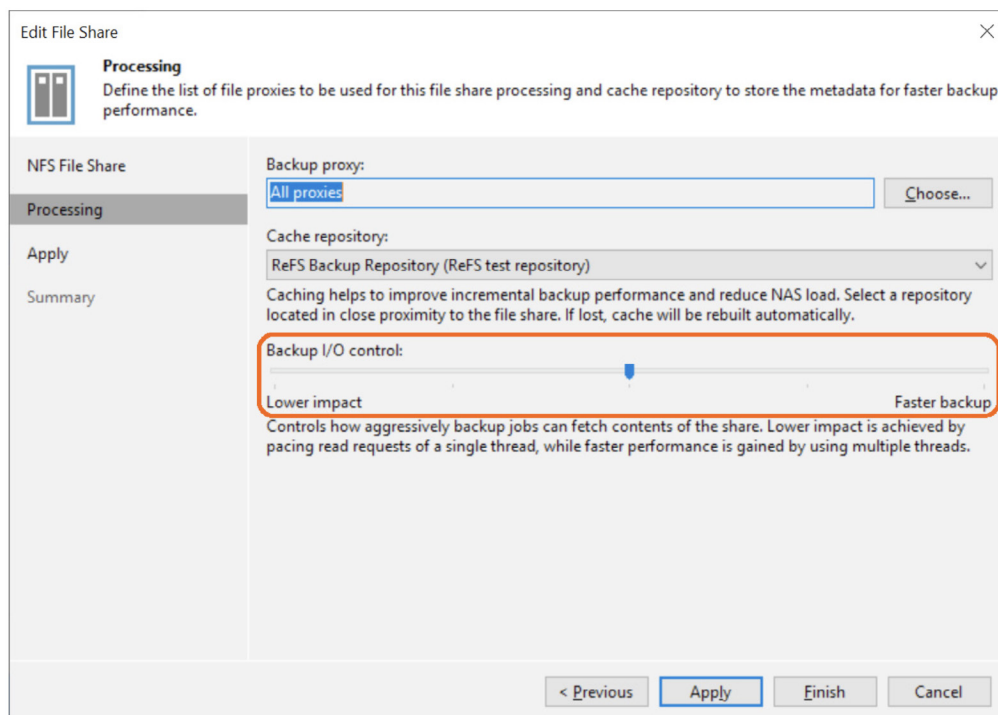 Edit File Share
Processing
Define the list of file proxies to be used for this file share processing and cache repository to store the metadata for faster backup
performance.
NFS File Share
Processing
Apply
Summary
Backup proxy:
All proxies
Choose...
Cache repository:
ReFS Backup Repository (ReFS test repository)
Caching helps to improve incremental backup performance and reduce NAS load. Select a repository
located in close proximity to the file share. If lost, cache will be rebuilt automatically.
Backup I/O control:
Lower impact
Faster backup
Controls how aggressively backup jobs can fetch contents of the share. Lower impact is achieved by
pacing read requests of a single thread, while faster performance is gained by using multiple threads.
< Previous
Apply
Finish
Cancel